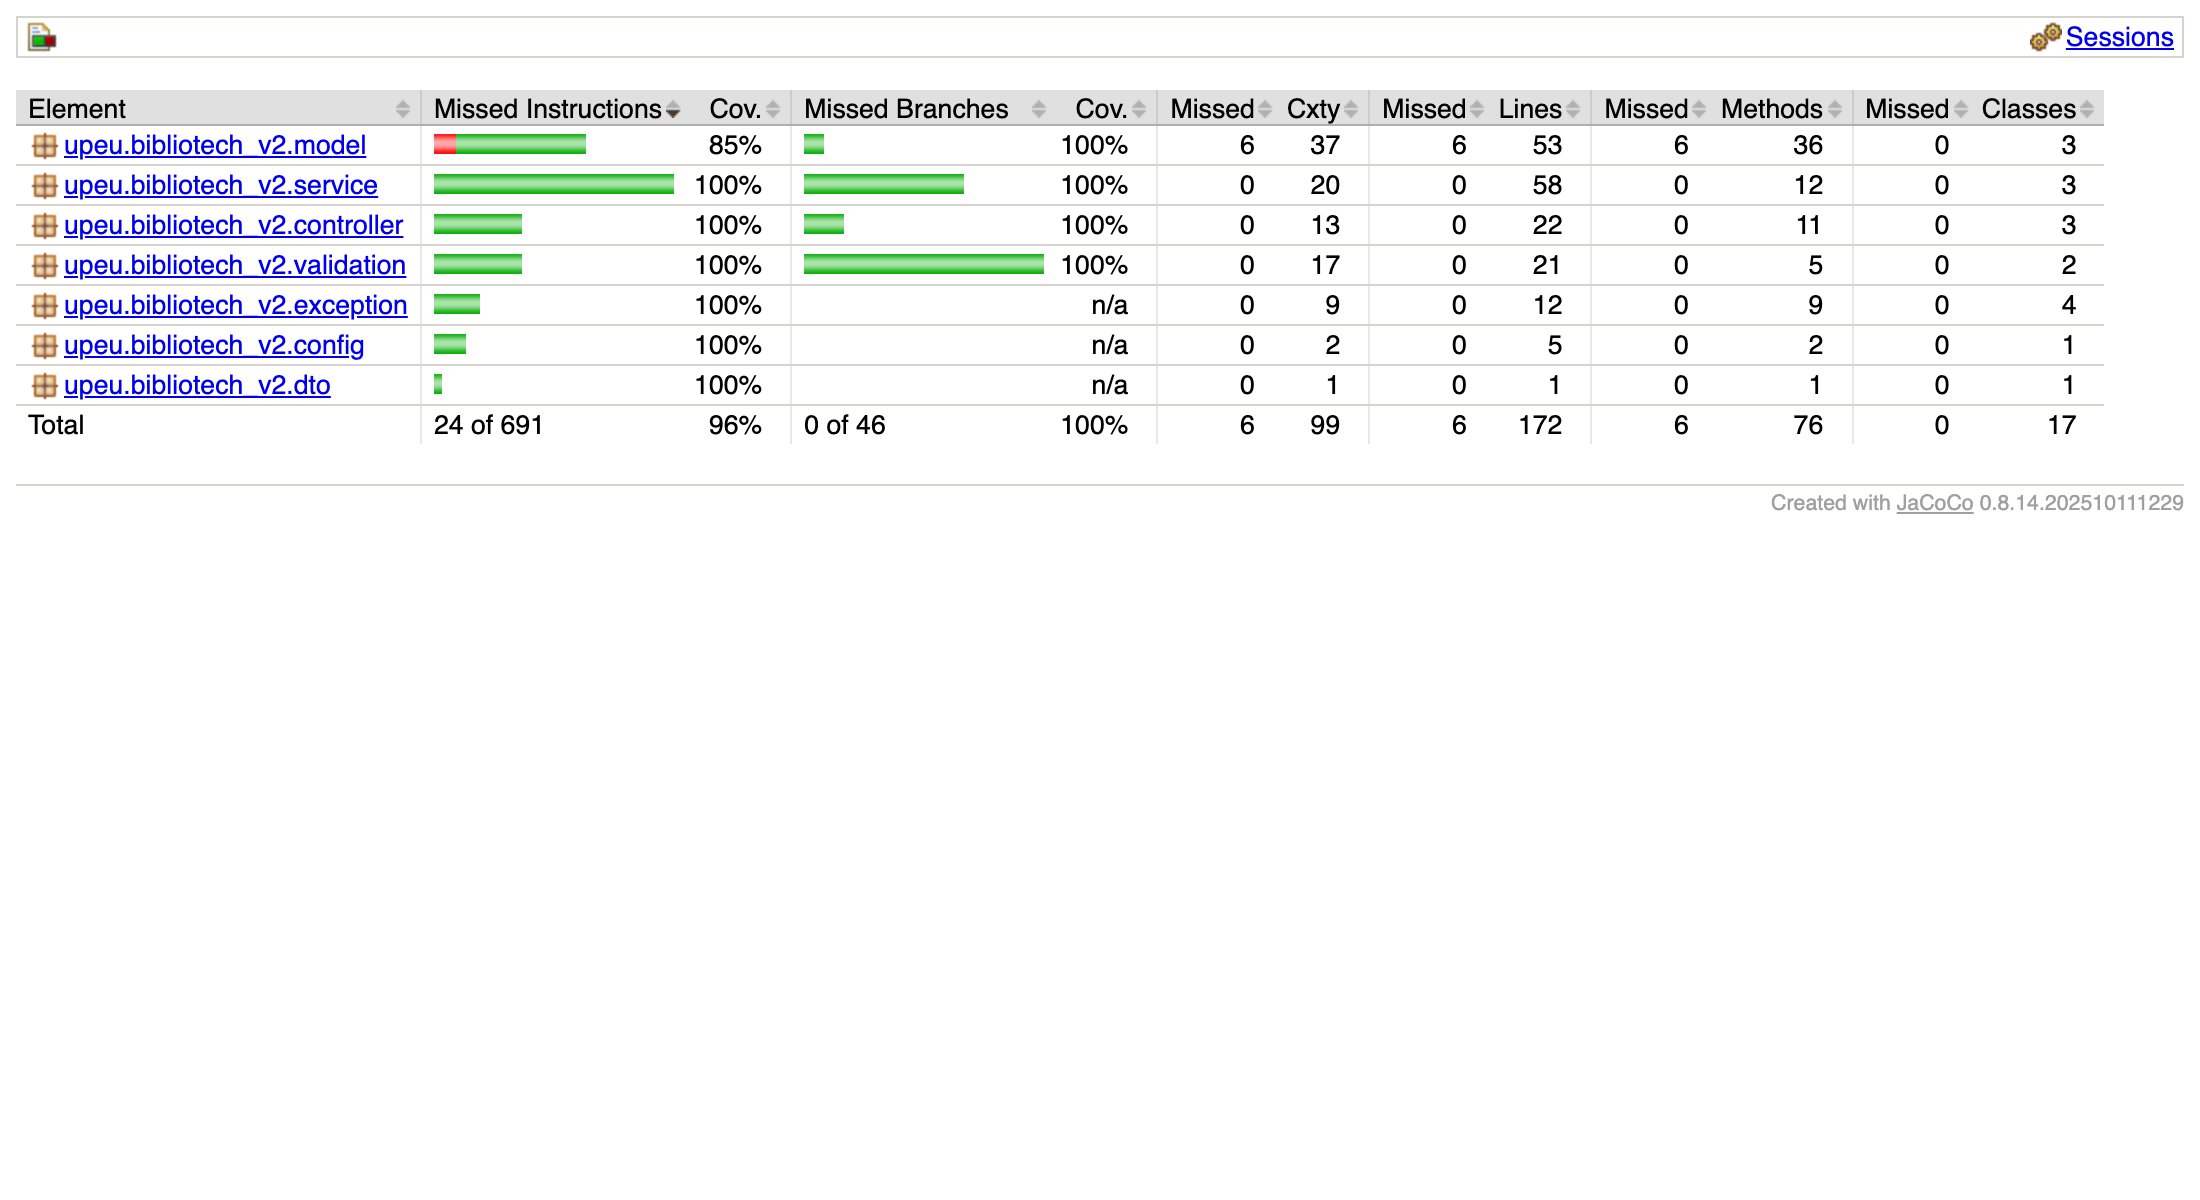 Sessions
Element Missed Instructions Cov. Missed Branches Cov. Missed Cxty Missed Lines Missed Methods Missed Classes
upeu.bibliotech_v2.model 85% 100% 6 37 6 53 6 36 0 3
upeu.bibliotech_v2.service 100% 100% 0 20 0 58 0 12 0 3
upeu.bibliotech_v2.controller 100% 100% 0 13 0 22 0 11 0 3
upeu.bibliotech_v2.validation 100% 100% 0 17 0 21 0 5 0 2
upeu.bibliotech_v2.exception 100% n/a 0 9 0 12 0 9 0 4
upeu.bibliotech_v2.config 100% n/a 0 2 0 5 0 2 0 1
upeu.bibliotech_v2.dto 100% n/a 0 1 0 1 0 1 0 1
Total 24 of 691 96% 0 of 46 100% 6 99 6 172 6 76 0 17
Created with JaCoCo 0.8.14.202510111229